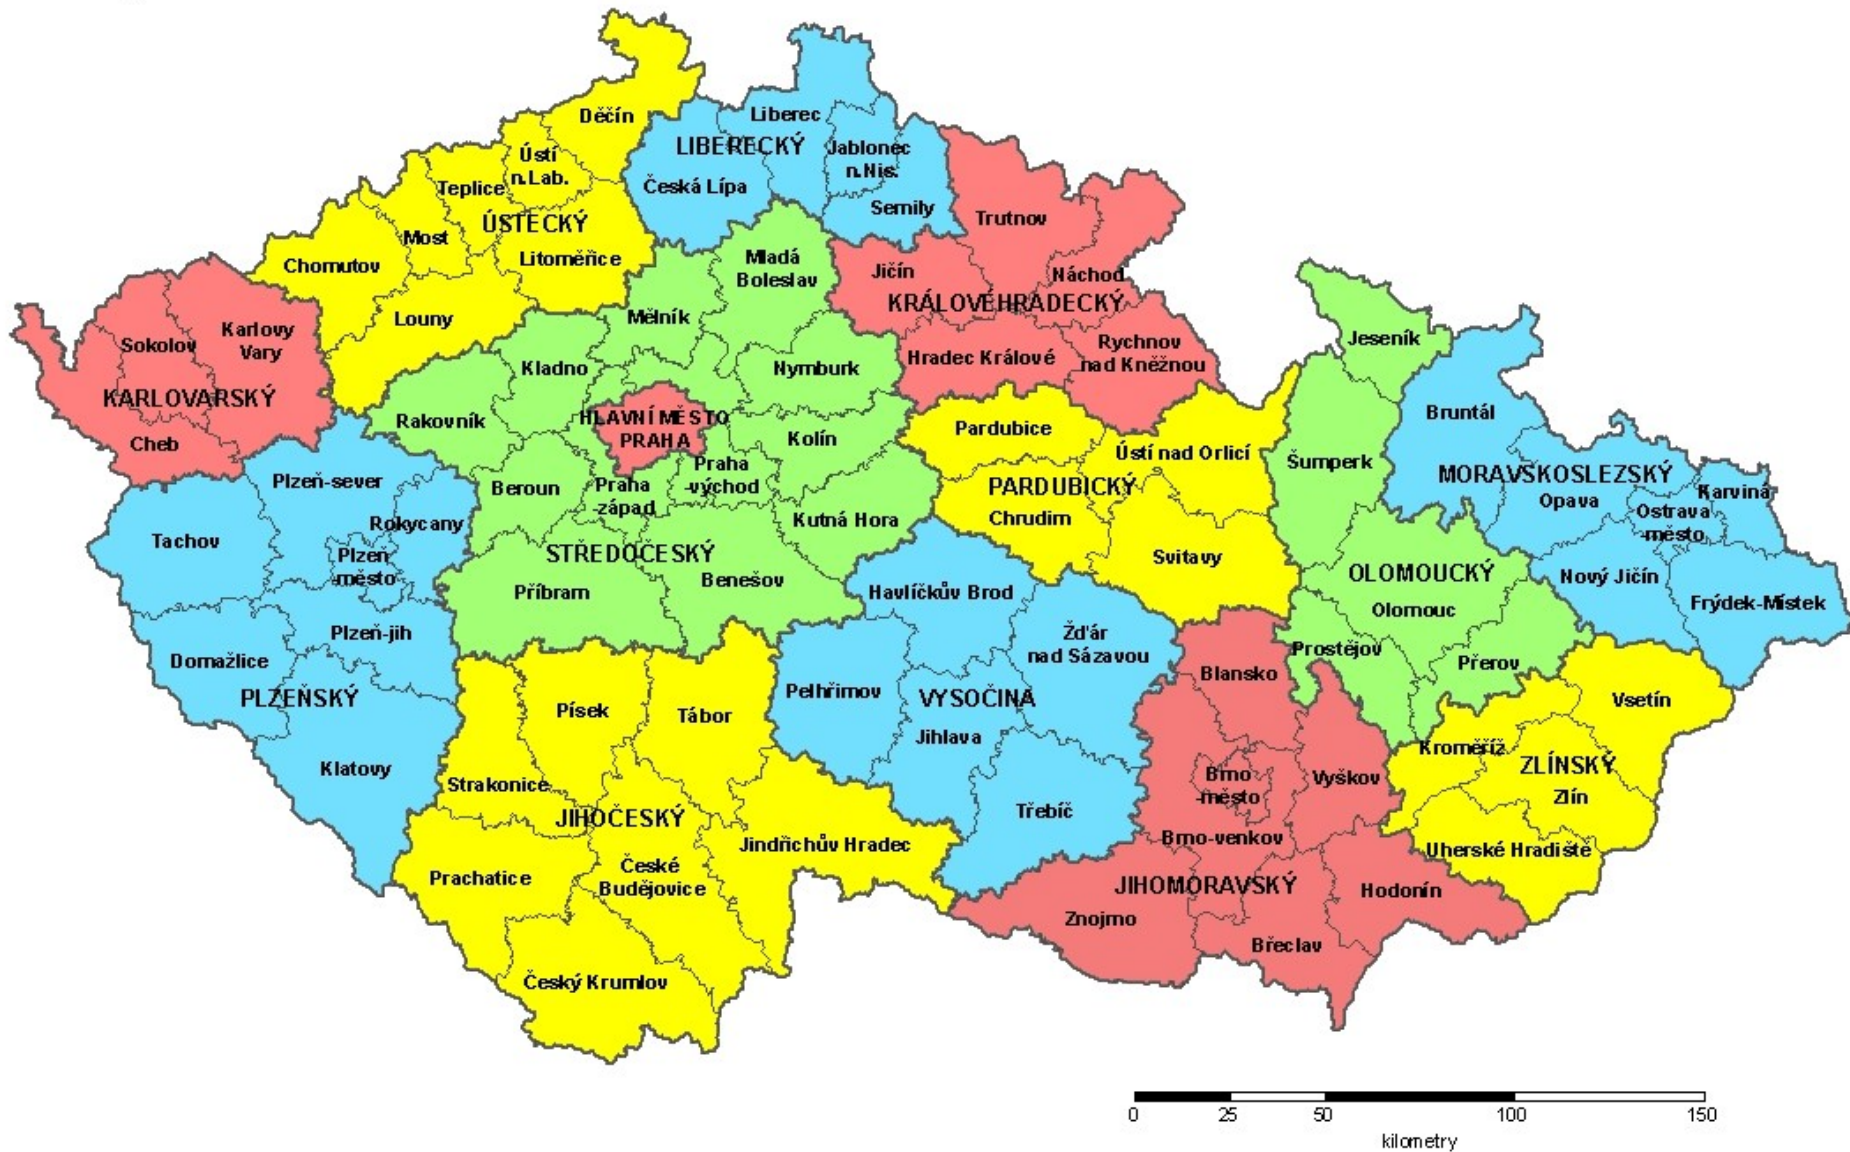 Děčín
Liberec
LIBERECKÝ
Jablonec
n.Nis.
Ústí
n.Lab.
Teplice
Česká Lípa
Semily
Trutnov
ÚSTECKÝ
Most
Litoměřice
Chomutov
Mladá
Boleslav
Jičín
Náchod
KRÁLOVÉHRADECKÝ
Louny
Mělník
Karlovy
Vary
Sokolov
Jeseník
Rychnov
nad Kněžnou
Hradec Králové
Kladno
Nymburk
KARLOVARSKÝ
Cheb
Rakovník
HLAVNÍ MĚSTO
PRAHA
Kolín
Pardubice
Bruntál
Ústí nad Orlicí
Šumperk
Plzeň-sever
Beroun
Praha
-západ
Praha
-východ
PARDUBICKÝ
Chrudim
MORAVSKOSLEZSKÝ
Opava
Karviná
Ostrava
-město
Rokycany
Kutná Hora
Tachov
Plzeň
-město
STŘEDOČESKÝ
Svitavy
Příbram
Benešov
Havlíčkův Brod
OLOMOUCKÝ
Nový Jičín
Olomouc
Frýdek-Místek
Plzeň-jih
Žďár
nad Sázavou
Domažlice
Prostějov
Přerov
PLZEŇSKÝ
Pelhřimov
VYSOČINA
Blansko
Vsetín
Písek
Tábor
Jihlava
Kroměříž
ZLÍNSKÝ
Zlín
Klatovy
Strakonice
Brno
-město
Vyškov
JIHOČESKÝ
Třebíč
Brno-venkov
Jindřichův Hradec
Uherské Hradiště
Prachatice
České
Budějovice
JIHOMORAVSKÝ
Hodonín
Znojmo
Břeclav
Český Krumlov
0 25 50 100 150
kilometry